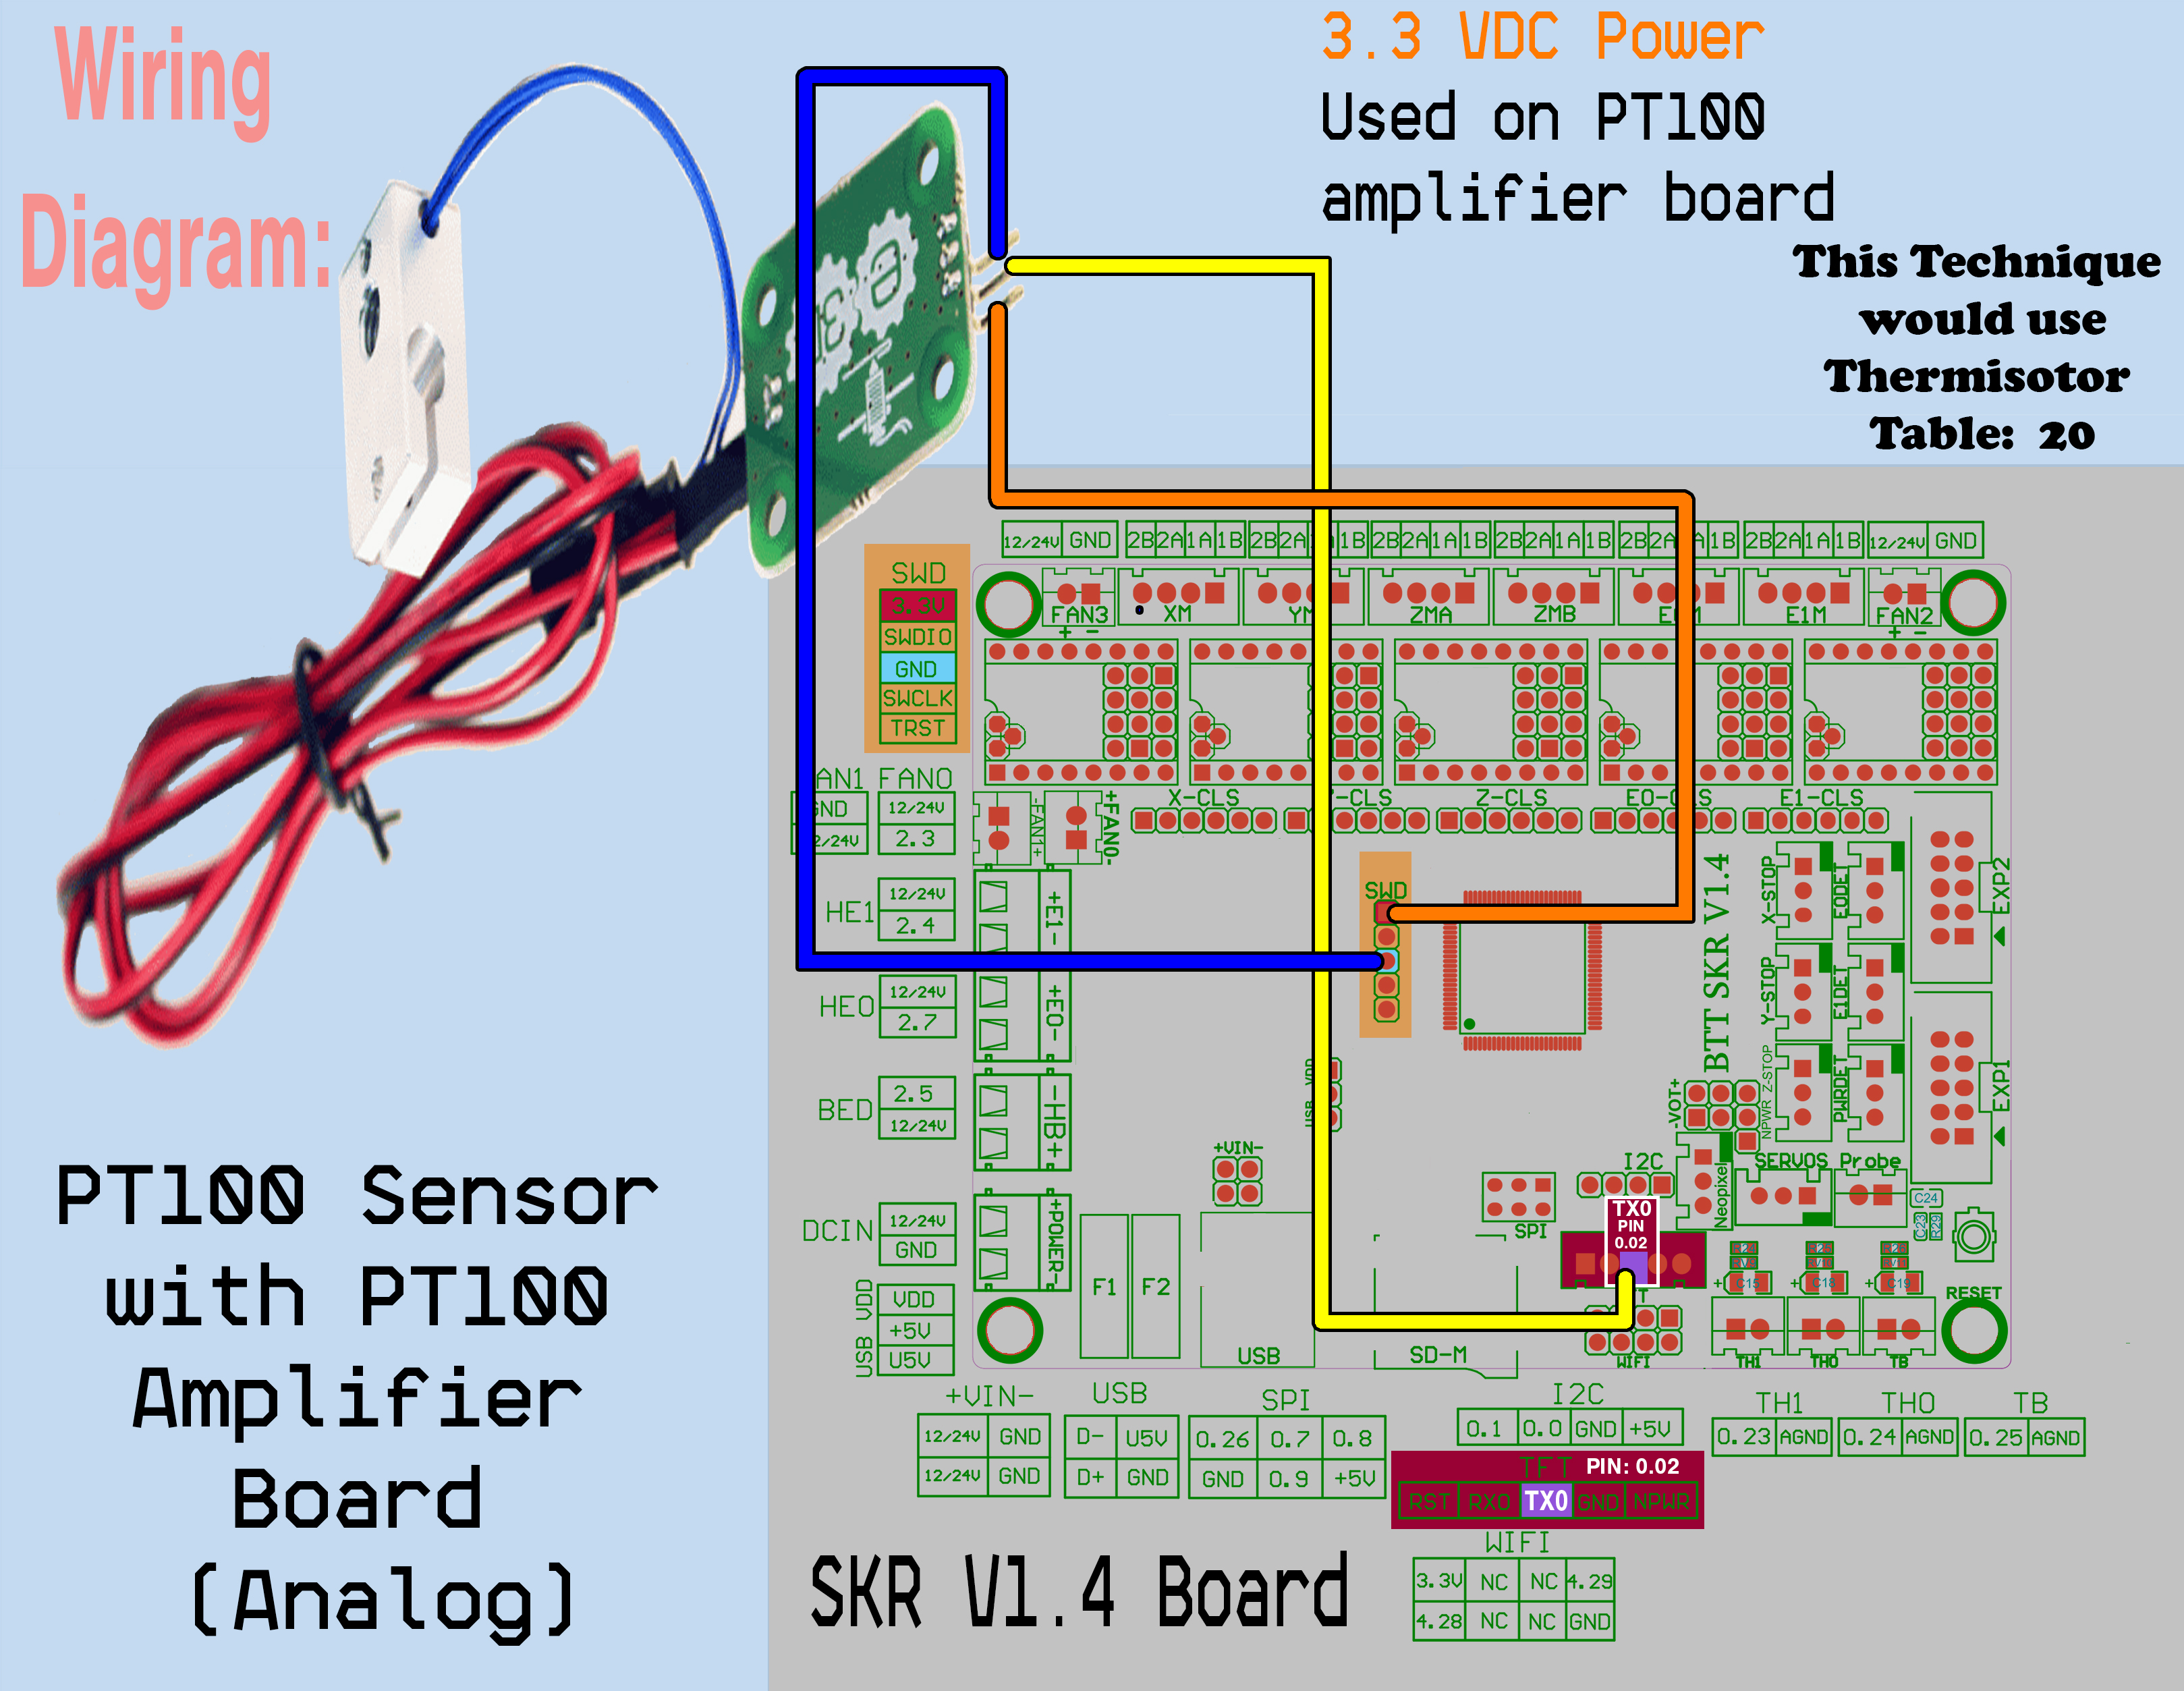 Wiring
Diagram:
3.3 VDC Power
Used on PT100
amplifier board
This Technique
would use
Thermisotor
Table: 20
12/24V GND 2B 2A 1A 1B 2B 2A 1B 2B 2A 1A 1B 2B 2A 1A 1B 2B 2A 1B 2B 2A 1A 1B 12/24V GND
FAN3 XM ZMA ZMB E1M FAN2
+ - + -
SWD
3.3V
SWDIO
GND
SWCLK
TRST
FAN0
12/24V
2.3
-FAN1+
+FAN0-
X-CLS Z-CLS E1-CLS
HE1
12/24V
2.4
+E1-
HE0
12/24V
2.7
+E0-
BED
2.5
12/24V
-HB+
DCIN
12/24V
GND
+POWER-
USB VDD
VDD
+5V
U5V
SWD
BTT SKR V1.4
X-STOP
E0DET
EXP2
Y-STOP
E1DET
Z-STOP
PWRDET
EXP1
-VOT+
NPWR
+VIN-
F1 F2
USB
SD-M
SPI
I2C
Neopixel
SERVOS
Probe
C24
C23
R29
TX0
PIN
0.02
C15 C18 C19
RESET
WIFI
TH1 TH0 TB
+VIN-
12/24V GND
12/24V GND
USB
D- U5V
D+ GND
SPI
0.26 0.7 0.8
GND 0.9 +5V
I2C
0.1 0.0 GND +5V
TH1
0.23 AGND
TH0
0.24 AGND
TB
0.25 AGND
TFT PIN: 0.02
RST RX0 TX0 GND NPWR
WIFI
3.3V NC NC 4.29
4.28 NC NC GND
PT100 Sensor
with PT100
Amplifier
Board
(Analog)
SKR V1.4 Board